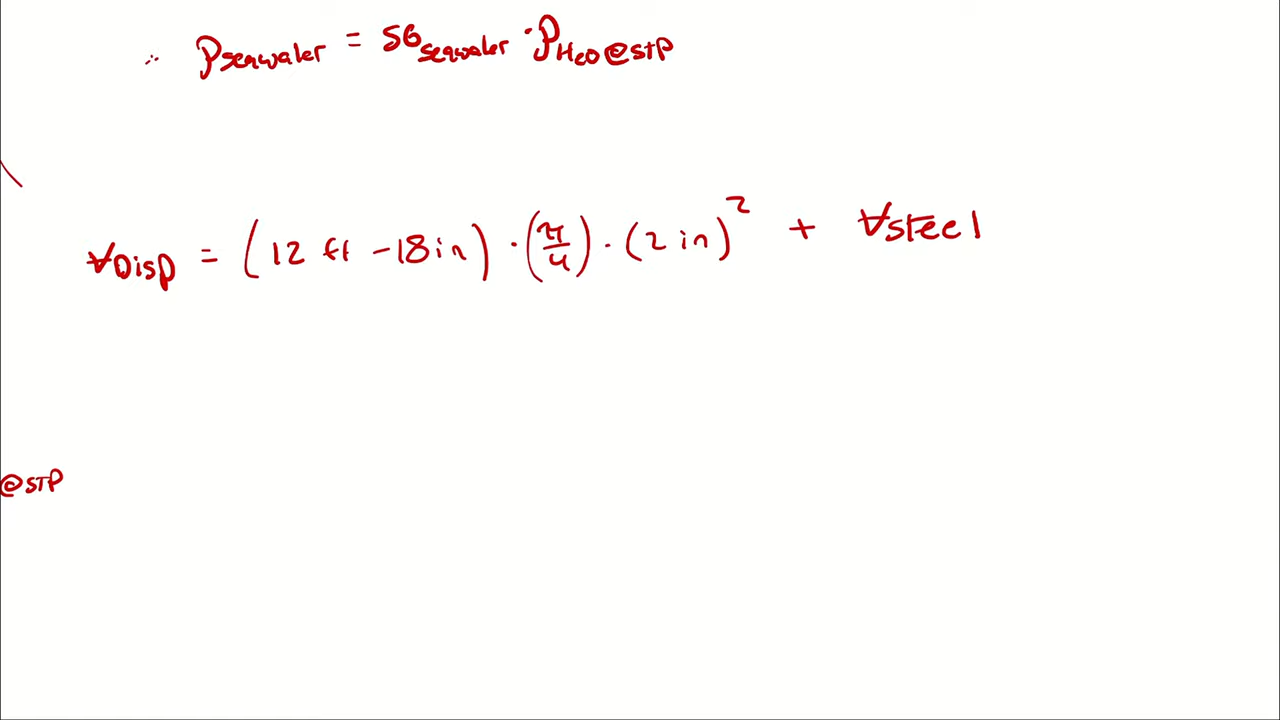 ∴ ρseawater = SGseawater · ρH2O@STP
∀Disp = (12 ft - 18 in) · (π/4) · (2 in)² + ∀steel
@STP